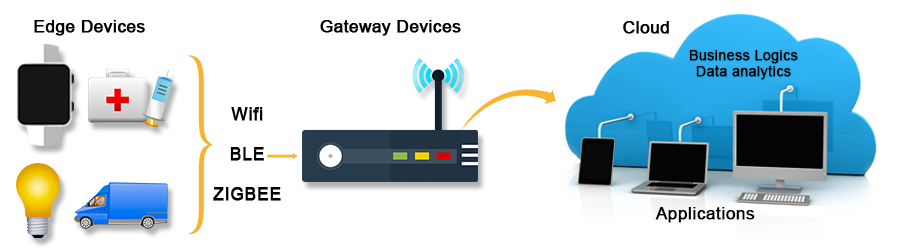 Edge Devices
Gateway Devices
Cloud
Business Logics
Data analytics
Wifi
BLE
ZIGBEE
Applications